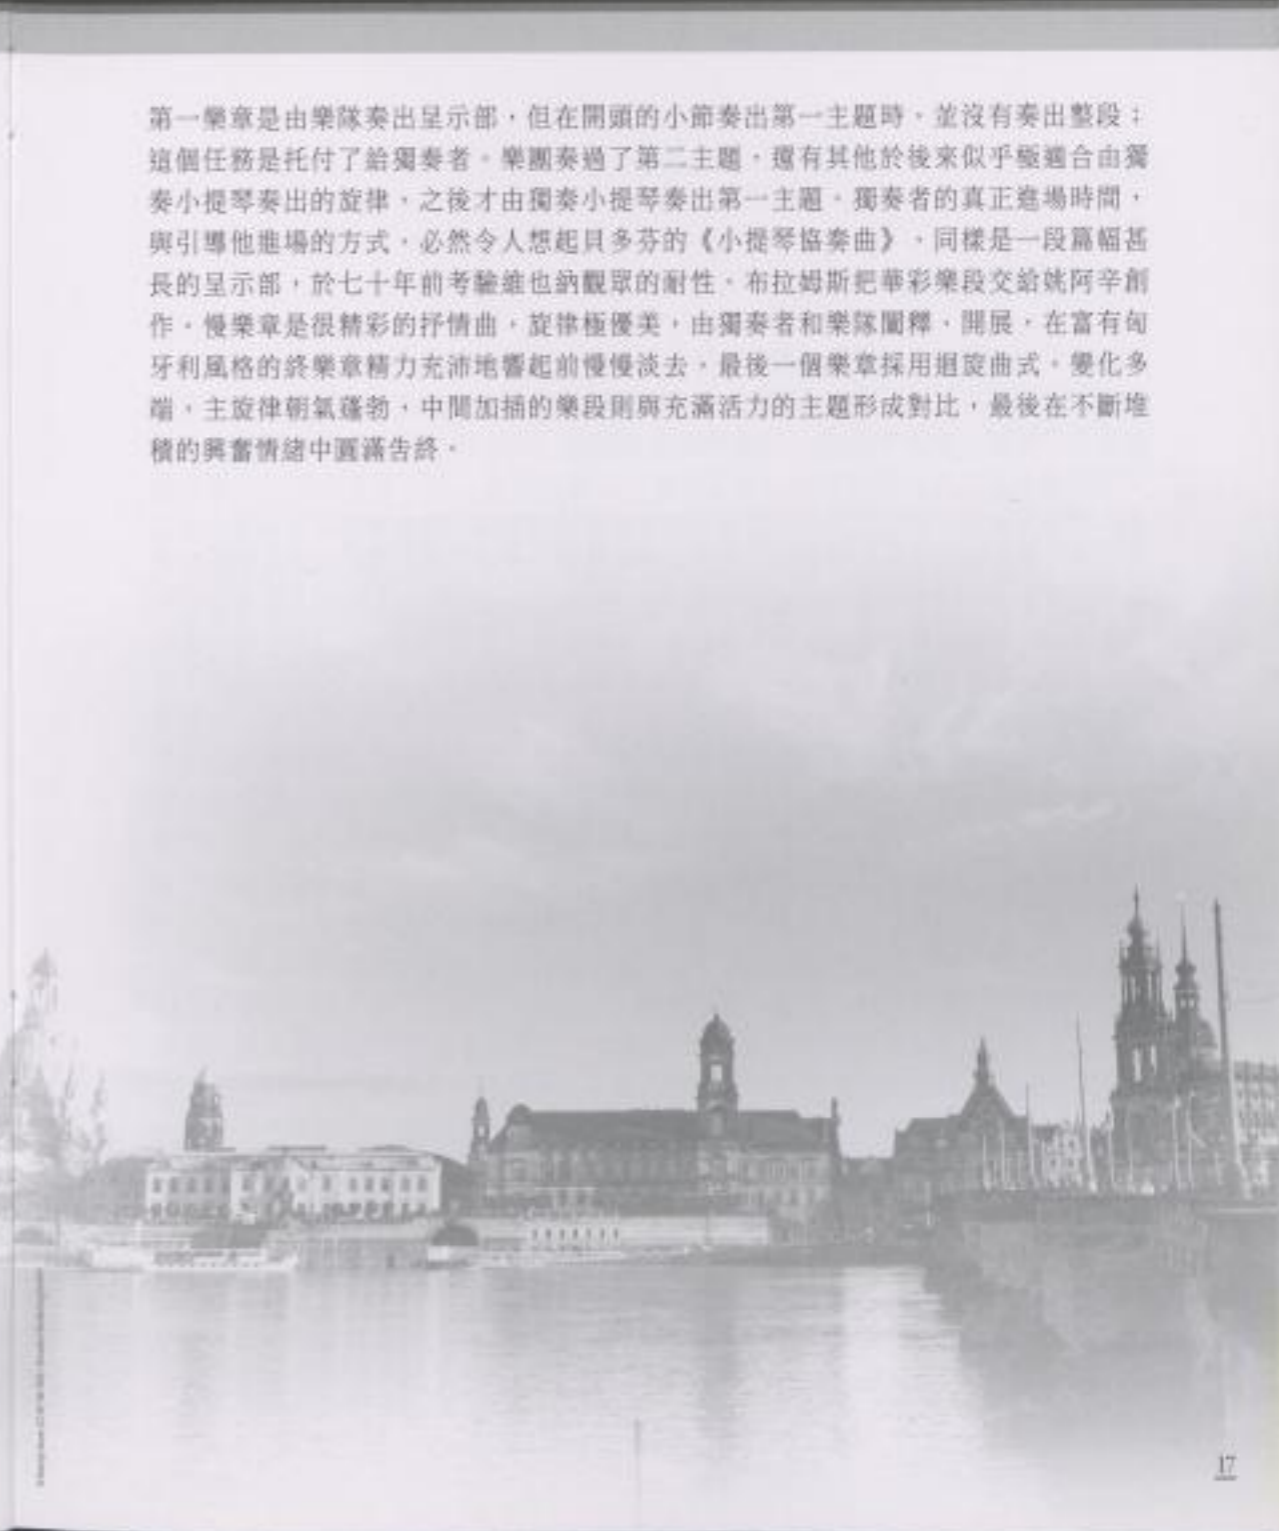 第一樂章是由樂隊奏出呈示部，但在開頭的小節奏出第一主題時，並沒有奏出整段；
這個任務是托付了給獨奏者。樂團奏過了第二主題，還有其他於後來似乎極適合由獨
奏小提琴奏出的旋律，之後才由獨奏小提琴奏出第一主題。獨奏者的真正進場時間，
與引導他進場的方式，必然令人想起貝多芬的《小提琴協奏曲》，同樣是一段篇幅甚
長的呈示部，於七十年前考驗維也納觀眾的耐性。布拉姆斯把華彩樂段交給姚阿辛創
作。慢樂章是很精彩的抒情曲，旋律極優美，由獨奏者和樂隊闡釋、開展，在富有匈
牙利風格的終樂章精力充沛地響起前慢慢淡去。最後一個樂章採用迴旋曲式。變化多
端，主旋律朝氣蓬勃，中間加插的樂段則與充滿活力的主題形成對比，最後在不斷堆
積的興奮情緒中圓滿告終。
17